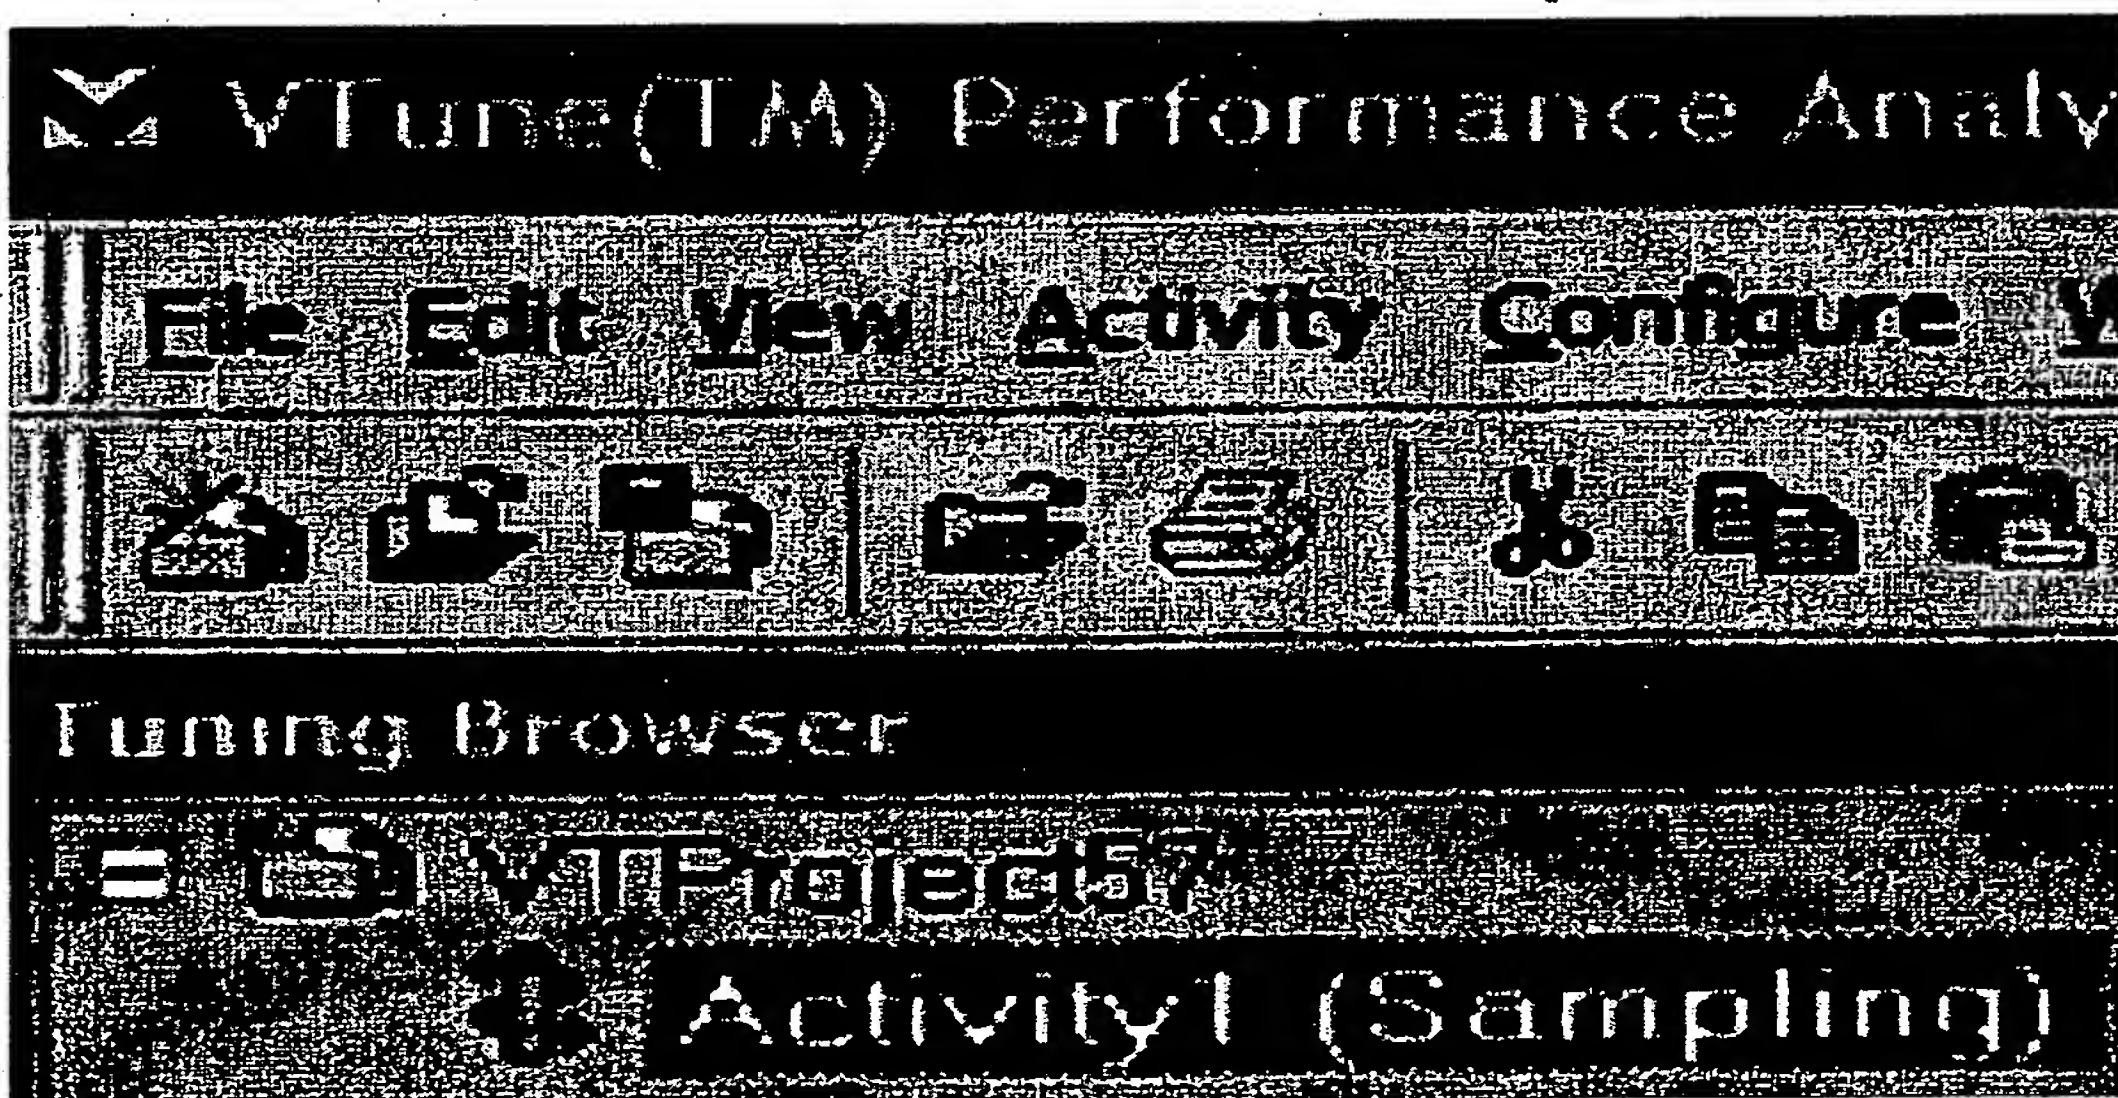 VTune(TM) Performance Analy
File Edit View Activity Configure
Tuning Browser
VTProject57
Activity1 (Sampling)